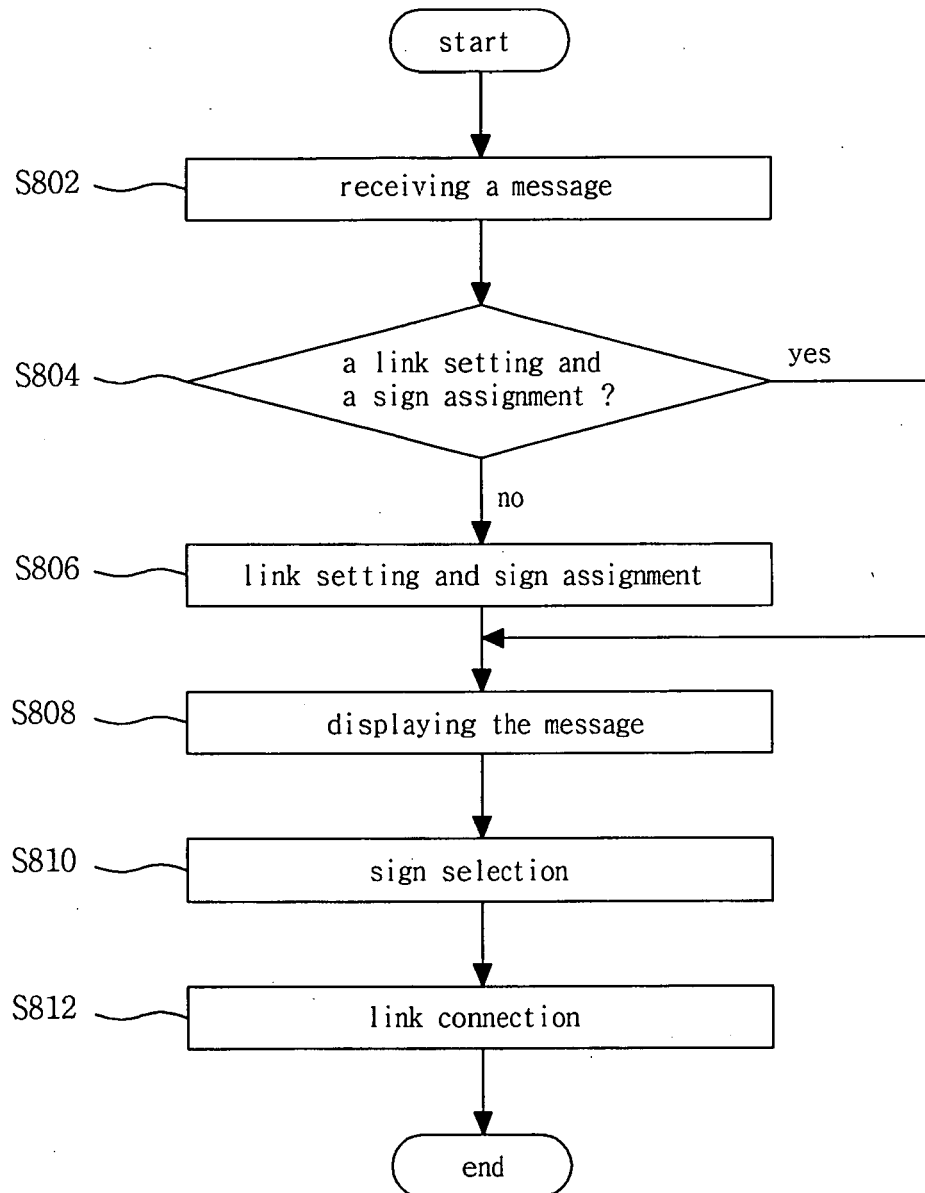 start
S802
receiving a message
S804
a link setting and
a sign assignment ?
yes
no
S806
link setting and sign assignment
S808
displaying the message
S810
sign selection
S812
link connection
end